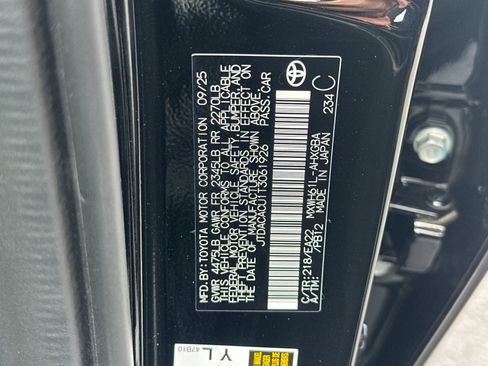 MFD.BY:TOYOTA MOTOR CORPORATION 09/25
GVWR 4475LB GAWR FR 2345LB RR 2270LB
THIS VEHICLE CONFORMS TO ALL APPLICABLE
FEDERAL MOTOR VEHICLE SAFETY, BUMPER, AND
THEFT PREVENTION STANDARDS IN EFFECT ON
THE DATE OF MANUFACTURE SHOWN ABOVE.
JTDACACU1T3061926 PASS.CAR
C/TR:218/EA22 MXWH61L-AHXGBA
A/TM: /PB12 MADE IN JAPAN 234
C
Y L
47B10